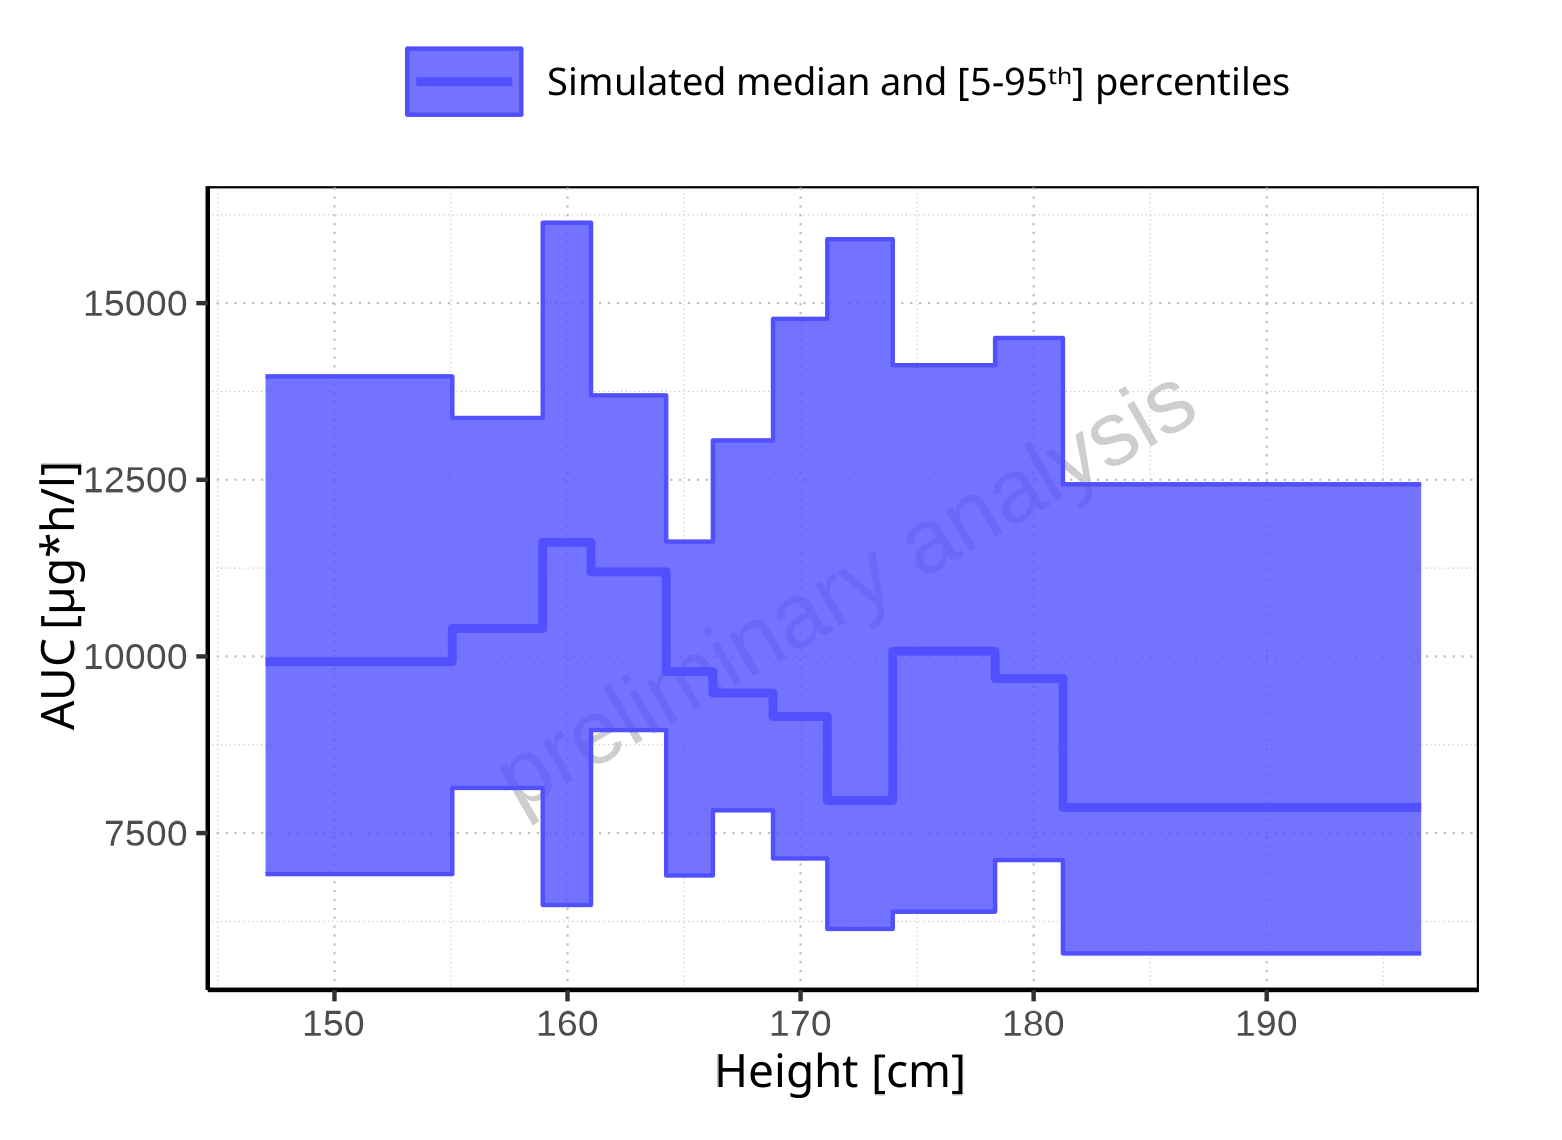 Simulated median and [5-95ᵗʰ] percentiles
15000
12500
10000
7500
AUC [µg*h/l]
preliminary analysis
150 160 170 180 190
Height [cm]